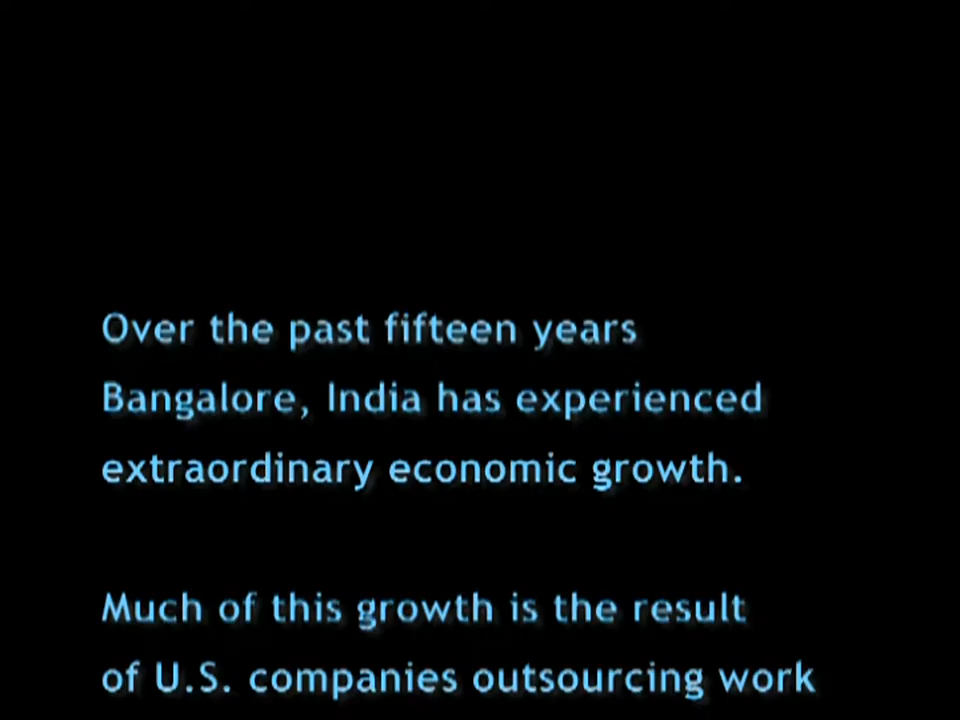 Over the past fifteen years
Bangalore, India has experienced
extraordinary economic growth.
Much of this growth is the result
of U.S. companies outsourcing work